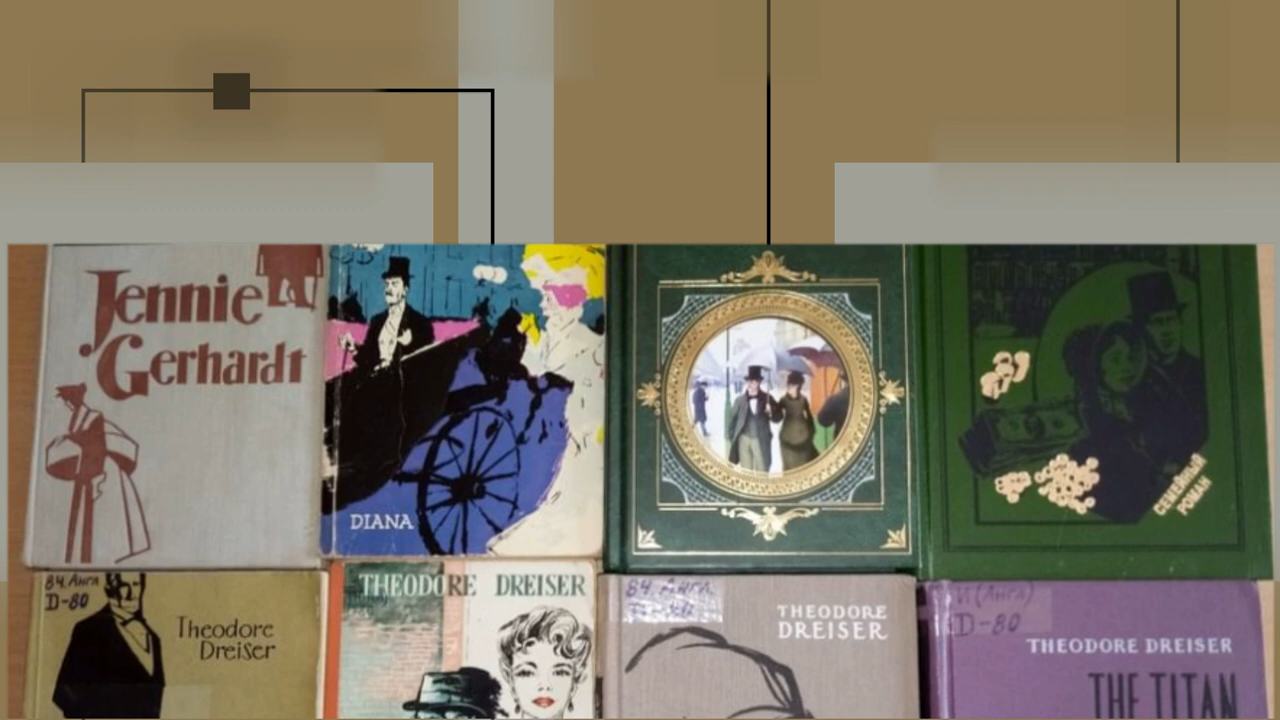 Jennie
Gerhardt
DIANA
СЕМЕЙНЫЙ
РОМАН
84. Англ
D-80
Theodore
Dreiser
THEODORE DREISER
84. Англ.
THEODORE
DREISER
И (Англ)
D-80
THEODORE DREISER
THE TITAN